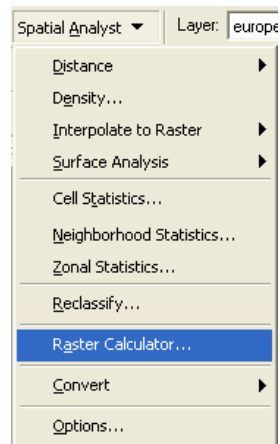 Spatial Analyst Layer: europe
Distance
Density...
Interpolate to Raster
Surface Analysis
Cell Statistics...
Neighborhood Statistics...
Zonal Statistics...
Reclassify...
Raster Calculator...
Convert
Options...